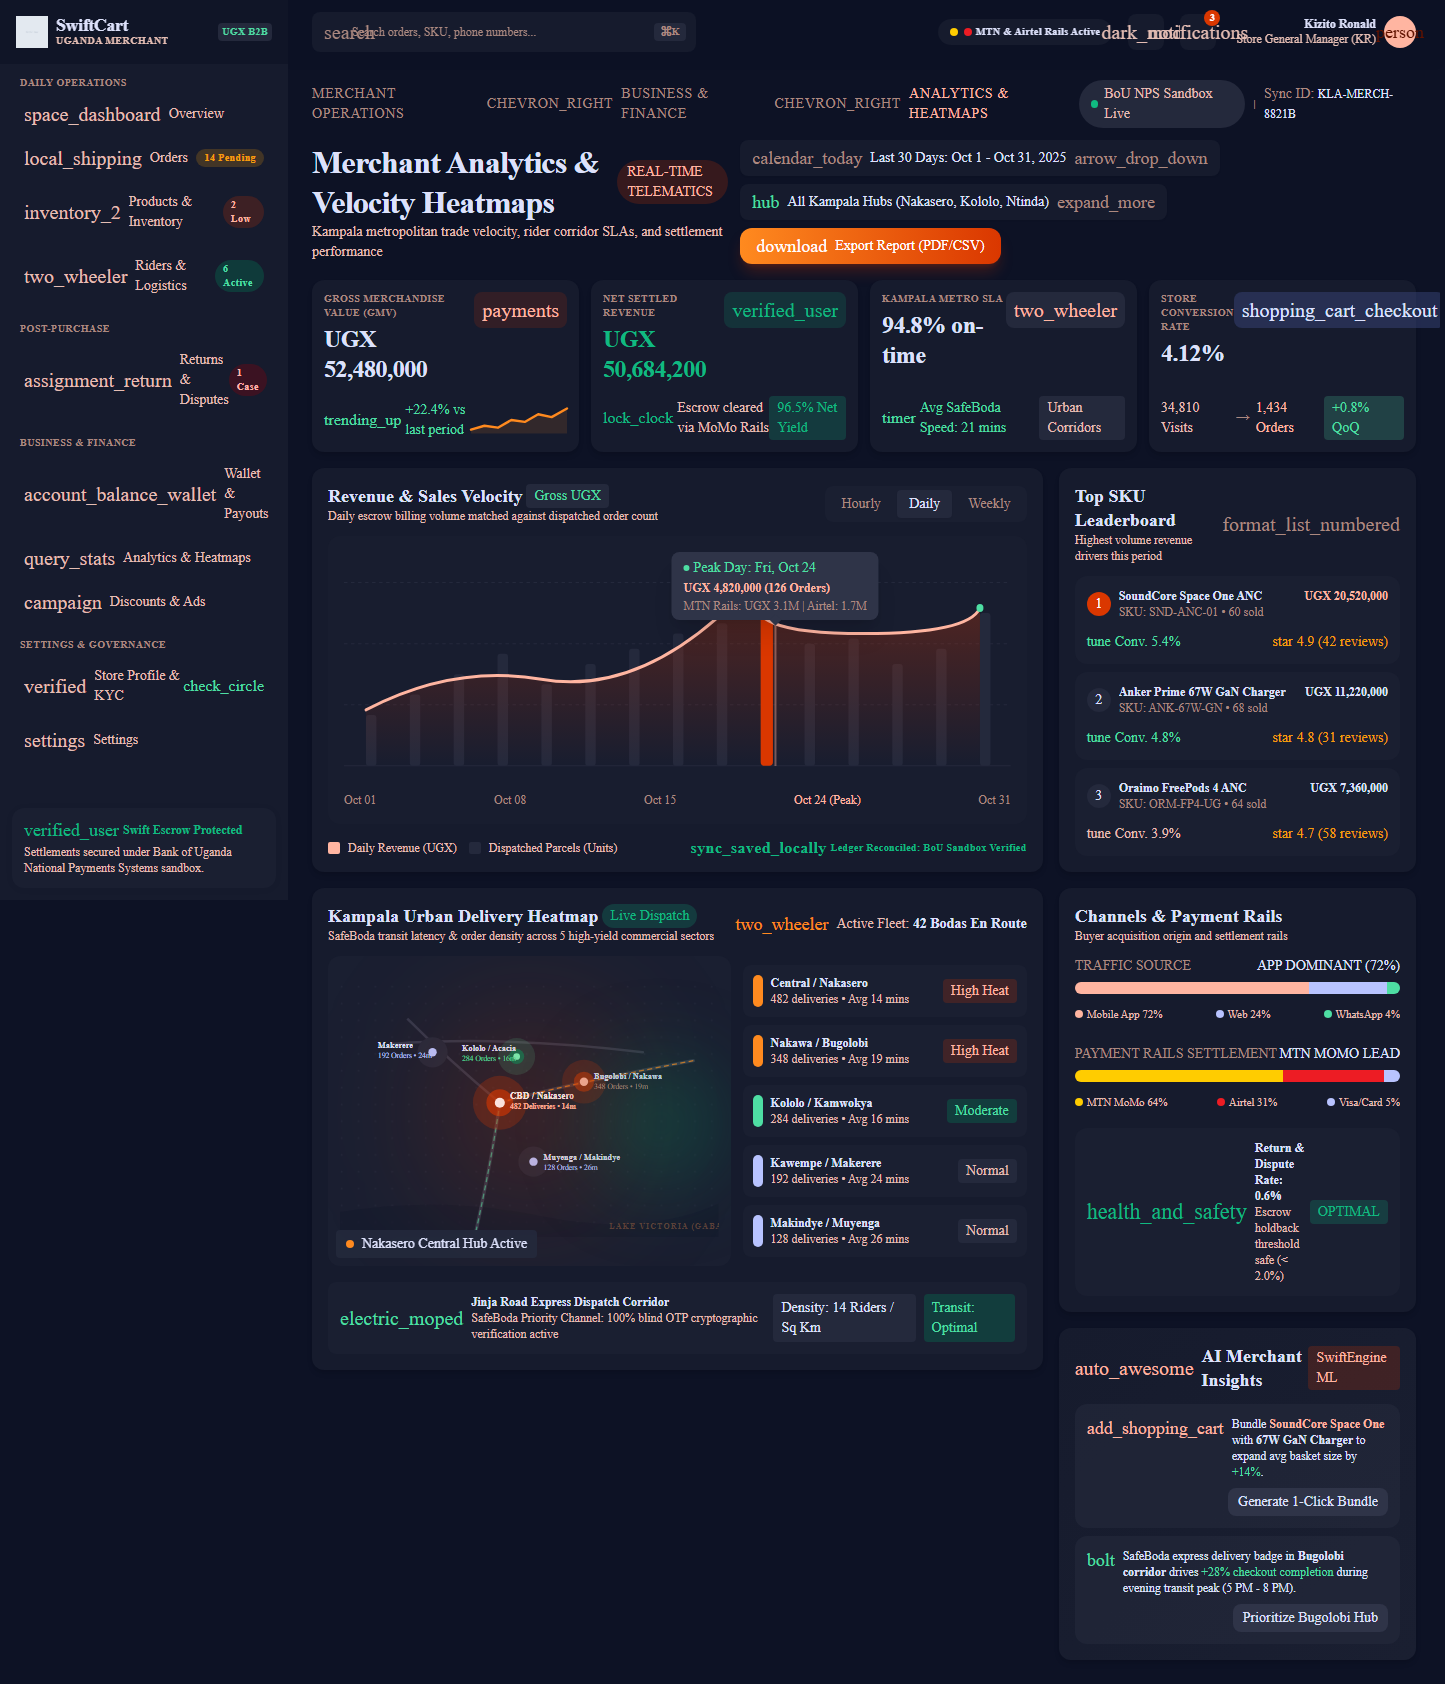 SwiftCart
UGANDA MERCHANT
UGX B2B
DAILY OPERATIONS
space_dashboard Overview
local_shipping Orders 14 Pending
inventory_2 Products & Inventory 2 Low
two_wheeler Riders & Logistics 6 Active
POST-PURCHASE
assignment_return Returns & Disputes 1 Case
BUSINESS & FINANCE
account_balance_wallet Wallet & Payouts
query_stats Analytics & Heatmaps
campaign Discounts & Ads
SETTINGS & GOVERNANCE
verified Store Profile & KYC check_circle
settings Settings
verified_user Swift Escrow Protected
Settlements secured under Bank of Uganda
National Payments Systems sandbox.
search Search orders, SKU, phone numbers... ⌘K
MTN & Airtel Rails Active
dark_mode
notifications
3
Kizito Ronald
Store General Manager (KR)
person
MERCHANT OPERATIONS CHEVRON_RIGHT BUSINESS & FINANCE CHEVRON_RIGHT ANALYTICS & HEATMAPS
BoU NPS Sandbox Live
| Sync ID: KLA-MERCH-8821B
Merchant Analytics &
Velocity Heatmaps
REAL-TIME
TELEMATICS
Kampala metropolitan trade velocity, rider corridor SLAs, and settlement
performance
calendar_today Last 30 Days: Oct 1 - Oct 31, 2025 arrow_drop_down
hub All Kampala Hubs (Nakasero, Kololo, Ntinda) expand_more
download Export Report (PDF/CSV)
GROSS MERCHANDISE
VALUE (GMV)
payments
UGX
52,480,000
trending_up +22.4% vs last period
NET SETTLED
REVENUE
verified_user
UGX
50,684,200
lock_clock Escrow cleared via MoMo Rails 96.5% Net Yield
KAMPALA METRO SLA
two_wheeler
94.8% on-
time
timer Avg SafeBoda Speed: 21 mins Urban Corridors
STORE
CONVERSION
RATE
shopping_cart_checkout
4.12%
34,810 Visits → 1,434 Orders +0.8% QoQ
Revenue & Sales Velocity Gross UGX
Daily escrow billing volume matched against dispatched order count
Hourly Daily Weekly
Peak Day: Fri, Oct 24
UGX 4,820,000 (126 Orders)
MTN Rails: UGX 3.1M | Airtel: 1.7M
Oct 01 Oct 08 Oct 15 Oct 24 (Peak) Oct 31
Daily Revenue (UGX) Dispatched Parcels (Units)
sync_saved_locally Ledger Reconciled: BoU Sandbox Verified
Top SKU
Leaderboard
Highest volume revenue
drivers this period
format_list_numbered
1 SoundCore Space One ANC UGX 20,520,000
SKU: SND-ANC-01 • 60 sold
tune Conv. 5.4% star 4.9 (42 reviews)
2 Anker Prime 67W GaN Charger UGX 11,220,000
SKU: ANK-67W-GN • 68 sold
tune Conv. 4.8% star 4.8 (31 reviews)
3 Oraimo FreePods 4 ANC UGX 7,360,000
SKU: ORM-FP4-UG • 64 sold
tune Conv. 3.9% star 4.7 (58 reviews)
Kampala Urban Delivery Heatmap Live Dispatch
SafeBoda transit latency & order density across 5 high-yield commercial sectors
two_wheeler Active Fleet: 42 Bodas En Route
Makerere
192 Orders • 24m
Kololo / Acacia
284 Orders • 16m
Bugolobi / Nakawa
348 Orders • 19m
CBD / Nakasero
482 Deliveries • 14m
Muyenga / Makindye
128 Orders • 26m
LAKE VICTORIA (GABA
Nakasero Central Hub Active
Central / Nakasero
482 deliveries • Avg 14 mins
High Heat
Nakawa / Bugolobi
348 deliveries • Avg 19 mins
High Heat
Kololo / Kamwokya
284 deliveries • Avg 16 mins
Moderate
Kawempe / Makerere
192 deliveries • Avg 24 mins
Normal
Makindye / Muyenga
128 deliveries • Avg 26 mins
Normal
electric_moped
Jinja Road Express Dispatch Corridor
SafeBoda Priority Channel: 100% blind OTP cryptographic
verification active
Density: 14 Riders / Sq Km
Transit: Optimal
Channels & Payment Rails
Buyer acquisition origin and settlement rails
TRAFFIC SOURCE APP DOMINANT (72%)
Mobile App 72% Web 24% WhatsApp 4%
PAYMENT RAILS SETTLEMENT MTN MOMO LEAD
MTN MoMo 64% Airtel 31% Visa/Card 5%
health_and_safety
Return &
Dispute
Rate:
0.6%
Escrow
holdback
threshold
safe (<
2.0%)
OPTIMAL
auto_awesome AI Merchant Insights SwiftEngine ML
add_shopping_cart
Bundle SoundCore Space One
with 67W GaN Charger to
expand avg basket size by
+14%.
Generate 1-Click Bundle
bolt
SafeBoda express delivery badge in Bugolobi
corridor drives +28% checkout completion during
evening transit peak (5 PM - 8 PM).
Prioritize Bugolobi Hub